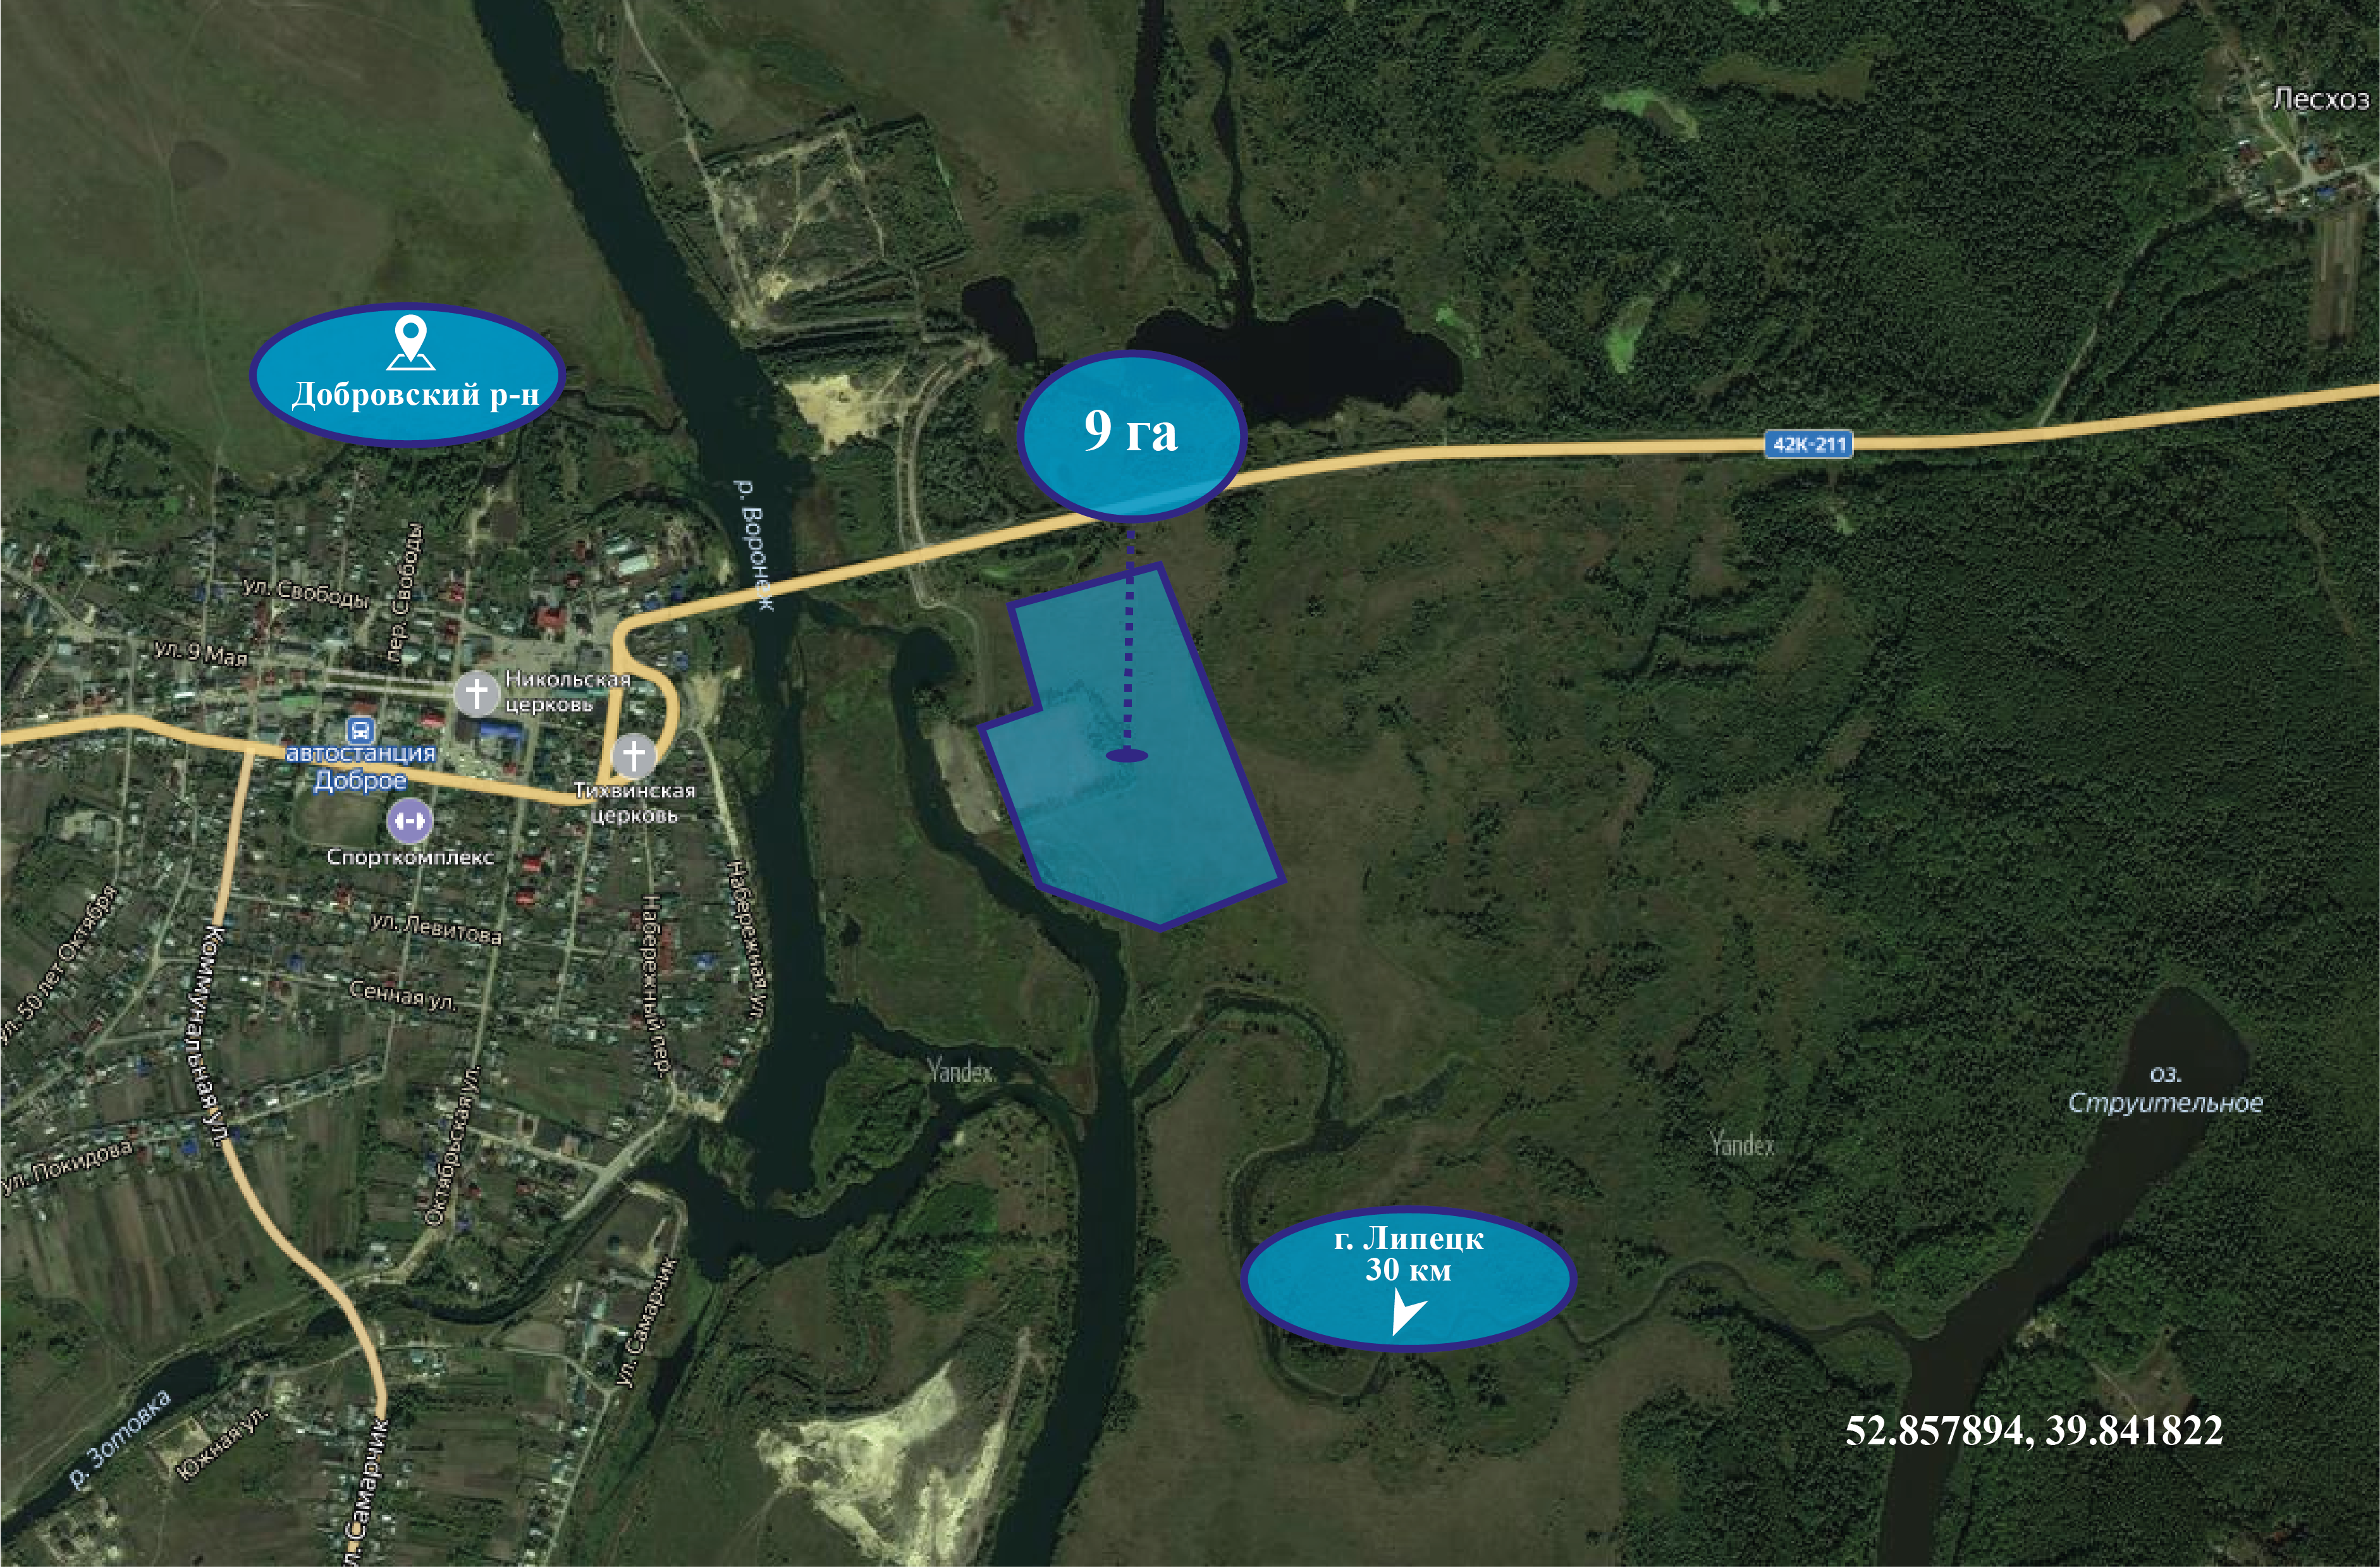 Лесхоз
Добровский р-н
9 га
42К-211
р. Воронеж
ул. Свободы
пер. Свободы
ул. 9 Мая
Никольская
церковь
автостанция
Доброе
Тихвинская
церковь
Спорткомплекс
Набережная ул.
Набережный пер.
ул. Левитова
ул. 50 лет Октября
Коммунальная ул.
Сенная ул.
Yandex
оз.
Струительное
Yandex
Октябрьская ул.
ул. Покидова
г. Липецк
30 км
ул. Самарчик
р. Зотовка
Южная ул.
л. Самарчик
52.857894, 39.841822